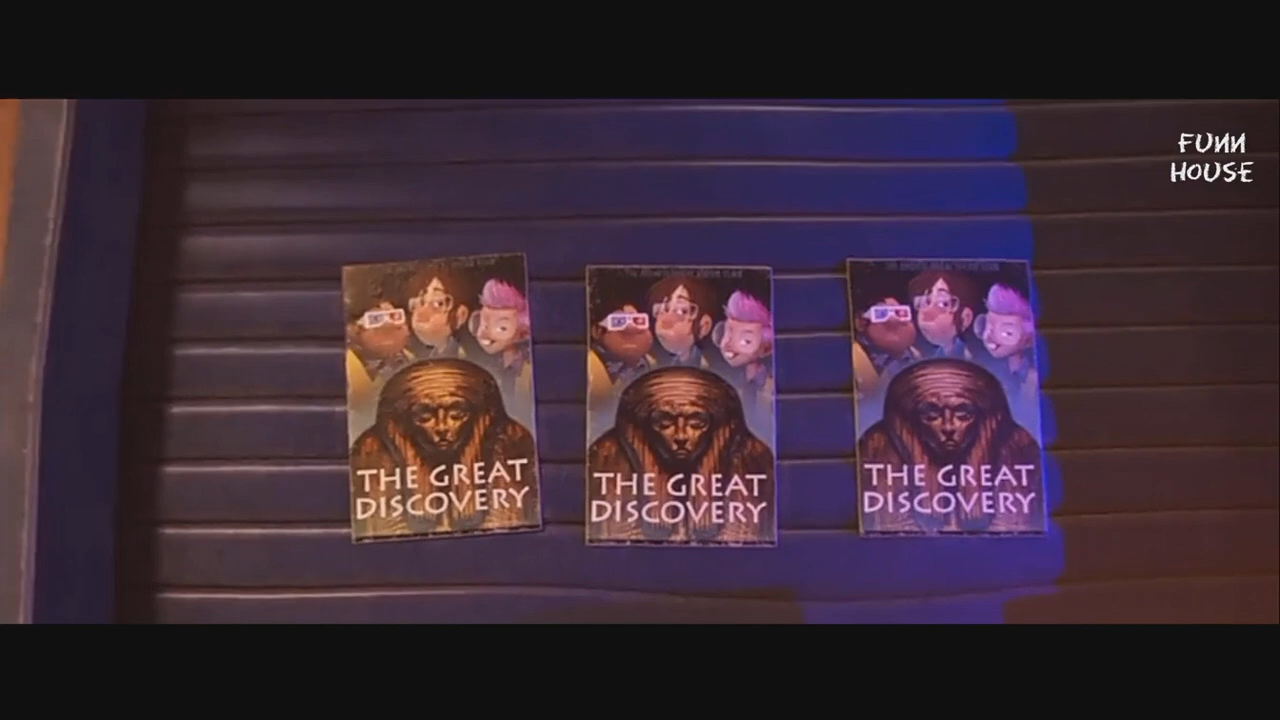 FUNN
HOUSE
THE GREAT
DISCOVERY
THE GREAT
DISCOVERY
THE GREAT
DISCOVERY